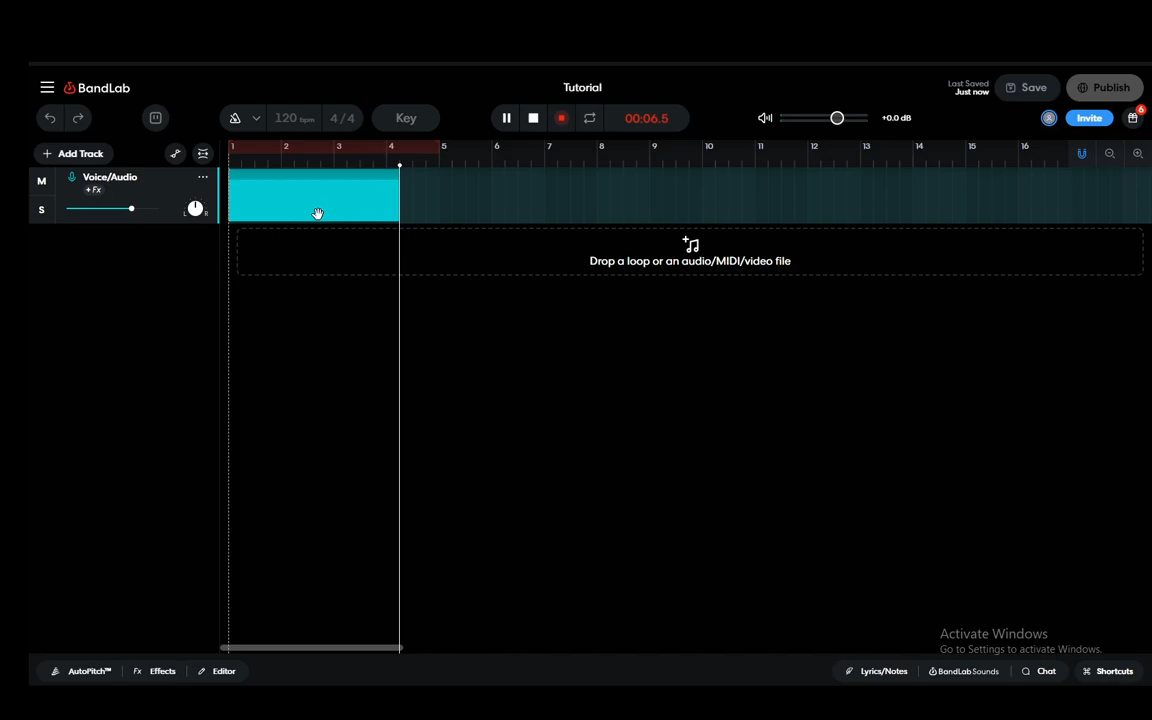 BandLab
Tutorial
Last Saved
Just now
Save
Publish
120 bpm
4/4
Key
00:06.5
+0.0 dB
Invite
6
+ Add Track
1 2 3 4 5 6 7 8 9 10 11 12 13 14 15 16
M
Voice/Audio
+Fx
S
L R
Drop a loop or an audio/MIDI/video file
Activate Windows
Go to Settings to activate Windows.
AutoPitch™
Fx Effects
Editor
Lyrics/Notes
BandLab Sounds
Chat
Shortcuts